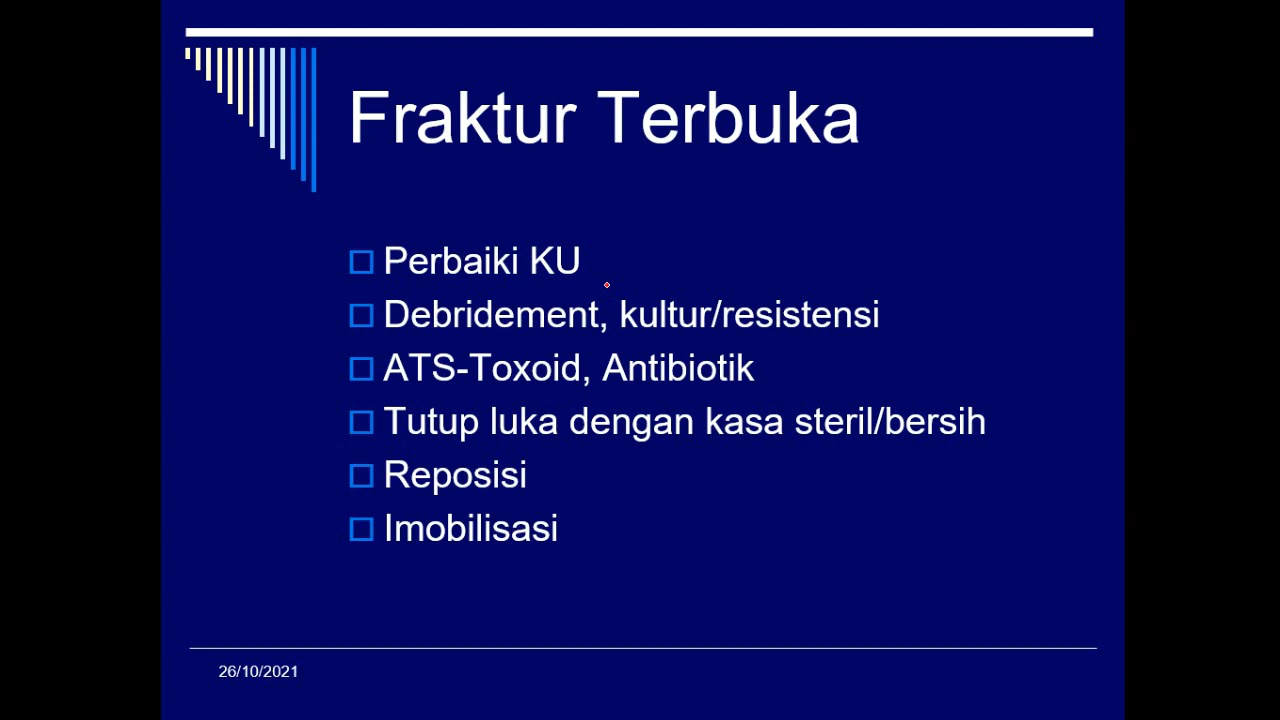 Fraktur Terbuka
Perbaiki KU
Debridement, kultur/resistensi
ATS-Toxoid, Antibiotik
Tutup luka dengan kasa steril/bersih
Reposisi
Imobilisasi
26/10/2021